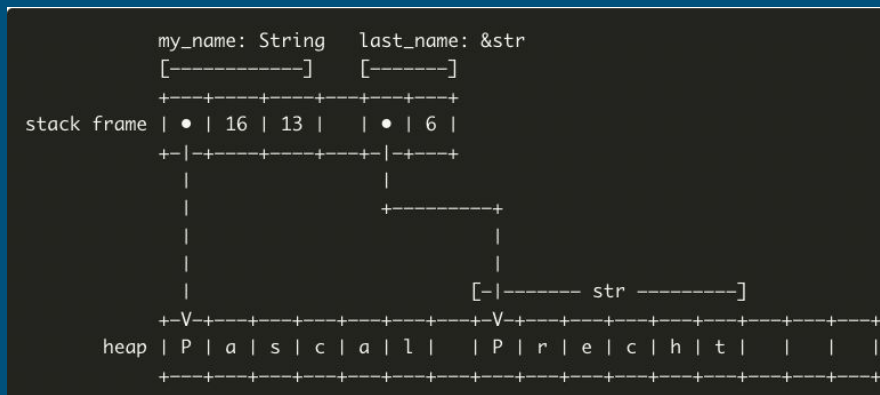 my_name: String   last_name: &str
[————————————]    [———————]
+———+————+————+———+———+———+
stack frame | • | 16 | 13 |   | • | 6 |
+—|—+————+————+———+—|—+———+
|                 |
|                 +—————————+
|                           |
|                           |
|                         [—|——————— str —————————]
+—V—+———+———+———+———+———+———+—V—+———+———+———+———+———+———+———+———+
heap | P | a | s | c | a | l |   | P | r | e | c | h | t |   |   |   |
+———+———+———+———+———+———+———+———+———+———+———+———+———+———+———+———+